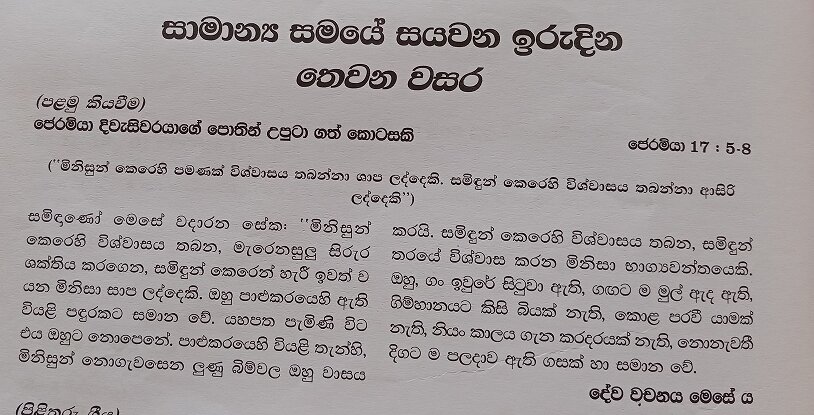 සාමාන්‍ය සමයේ සයවන ඉරුදින
තෙවන වසර
(පළමු කියවීම)
ජෙරමියා දිවැසිවරයාගේ පොතින් උපුටා ගත් කොටසකි
ජෙරමියා 17 : 5-8
(''මිනිසුන් කෙරෙහි පමණක් විශ්වාසය තබන්නා ශාප ලද්දෙකි. සමිඳුන් කෙරෙහි විශ්වාසය තබන්නා ආසිරි
ලද්දෙකි'')
සමිඳාණෝ මෙසේ වදාරන සේක: ''මිනිසුන්
කෙරෙහි විශ්වාසය තබන, මැරෙනසුලු සිරුර
ශක්තිය කරගෙන, සමිඳුන් කෙරෙන් හැරී ඉවත් ව
යන මිනිසා සාප ලද්දෙකි. ඔහු පාළුකරයෙහි ඇති
වියළි පඳුරකට සමාන වේ. යහපත පැමිණි විට
එය ඔහුට නොපෙනේ. පාළුකරයෙහි වියළි තැන්හි,
මිනිසුන් නොගැවසෙන ලුණු බිම්වල ඔහු වාසය
කරයි. සමිඳුන් කෙරෙහි විශ්වාසය තබන, සමිඳුන්
තරයේ විශ්වාස කරන මිනිසා භාග්‍යවන්තයෙකි.
ඔහු, ගං ඉවුරේ සිටුවා ඇති, ගඟට ම මුල් ඇද ඇති,
ගිම්හානයට කිසි බියක් නැති, කොළ පරවී යාමක්
නැති, නියං කාලය ගැන කරදරයක් නැති, නොනැවතී
දිගට ම පලදාව ඇති ගසක් හා සමාන වේ.
දේව වචනය මෙසේ ය